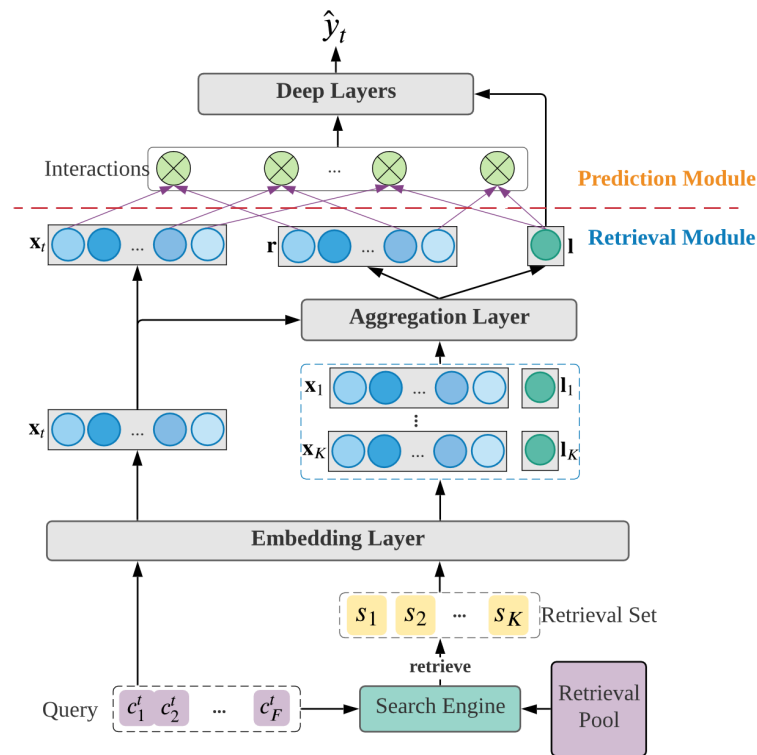 ŷ_t
Deep Layers
Interactions
...
Prediction Module
Retrieval Module
x_t
...
r
...
l
Aggregation Layer
x_1
...
l_1
...
x_t
...
x_K
...
l_K
Embedding Layer
s_1 s_2 ... s_K
Retrieval Set
retrieve
Query
c_1^t c_2^t ... c_F^t
Search Engine
Retrieval
Pool